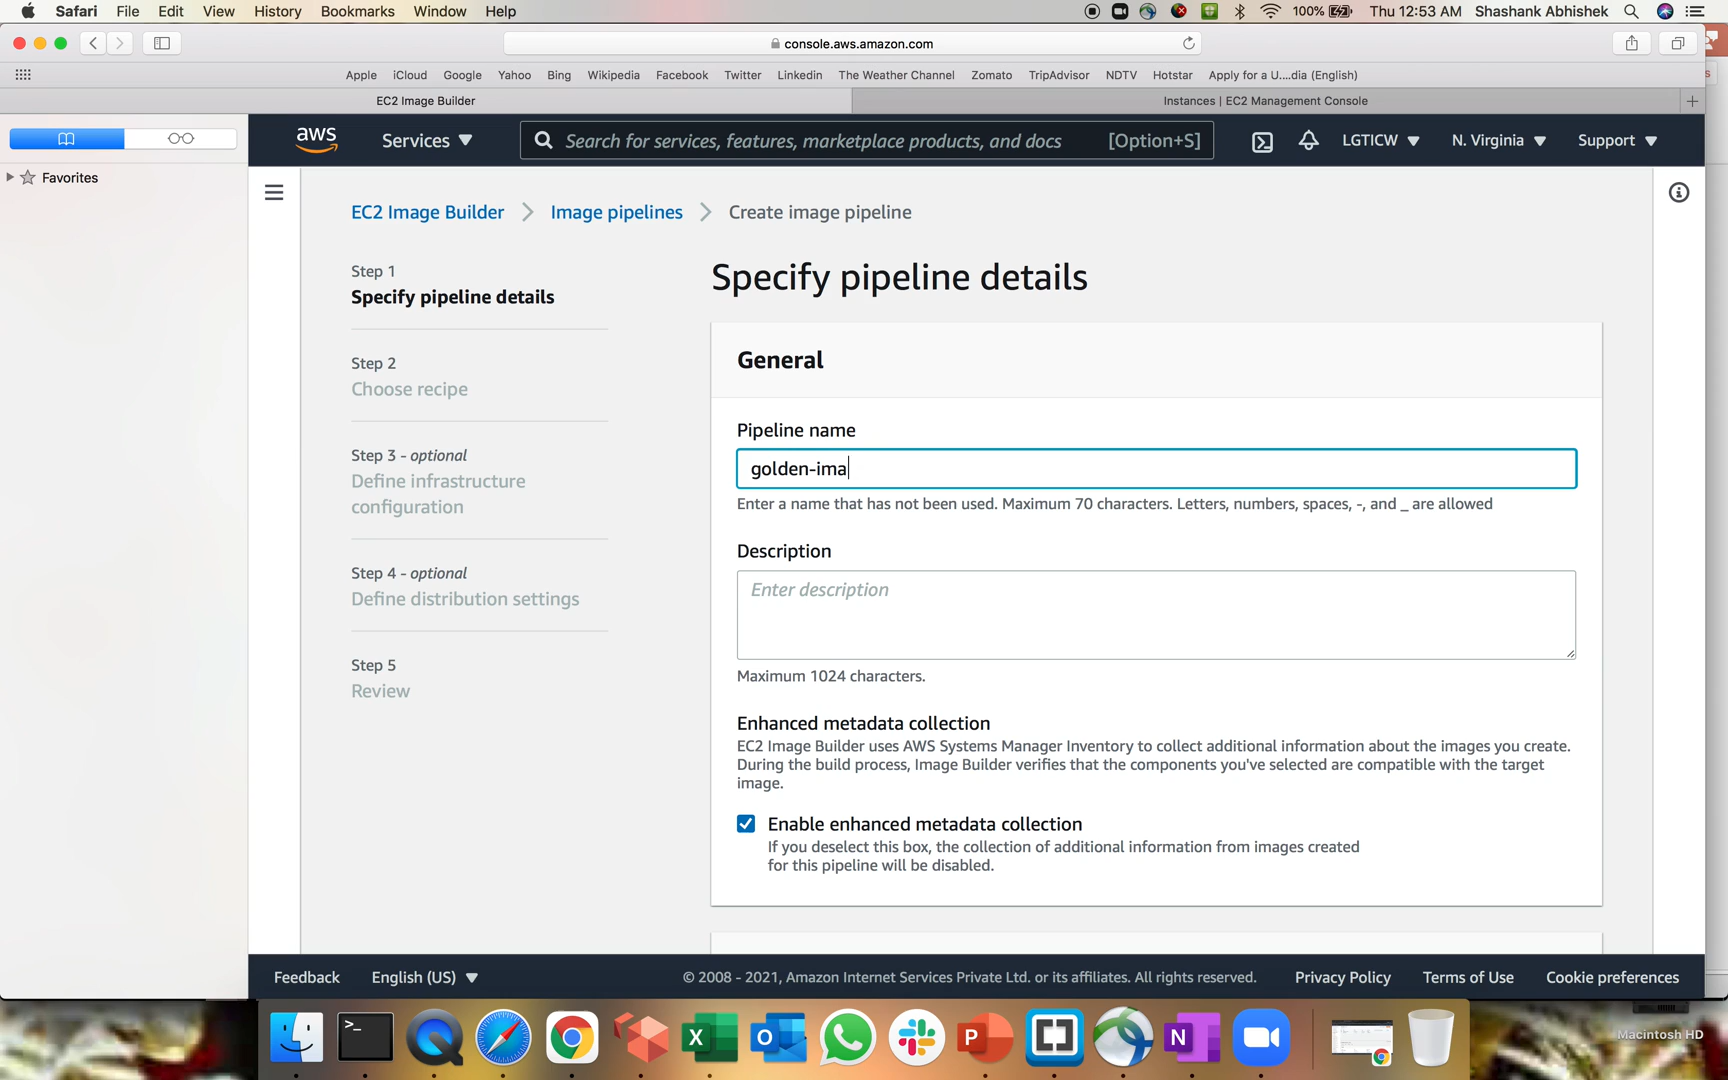 Safari File Edit View History Bookmarks Window Help 100% Thu 12:53 AM Shashank Abhishek
console.aws.amazon.com
Apple iCloud Google Yahoo Bing Wikipedia Facebook Twitter Linkedin The Weather Channel Zomato TripAdvisor NDTV Hotstar Apply for a U....dia (English)
EC2 Image Builder Instances | EC2 Management Console
Favorites
aws Services Search for services, features, marketplace products, and docs [Option+S] LGTICW N. Virginia Support
EC2 Image Builder Image pipelines Create image pipeline
Step 1
Specify pipeline details
Step 2
Choose recipe
Step 3 - optional
Define infrastructure
configuration
Step 4 - optional
Define distribution settings
Step 5
Review
Specify pipeline details
General
Pipeline name
golden-ima
Enter a name that has not been used. Maximum 70 characters. Letters, numbers, spaces, -, and _ are allowed
Description
Enter description
Maximum 1024 characters.
Enhanced metadata collection
EC2 Image Builder uses AWS Systems Manager Inventory to collect additional information about the images you create.
During the build process, Image Builder verifies that the components you've selected are compatible with the target
image.
Enable enhanced metadata collection
If you deselect this box, the collection of additional information from images created
for this pipeline will be disabled.
Feedback English (US) © 2008 - 2021, Amazon Internet Services Private Ltd. or its affiliates. All rights reserved. Privacy Policy Terms of Use Cookie preferences
Macintosh HD